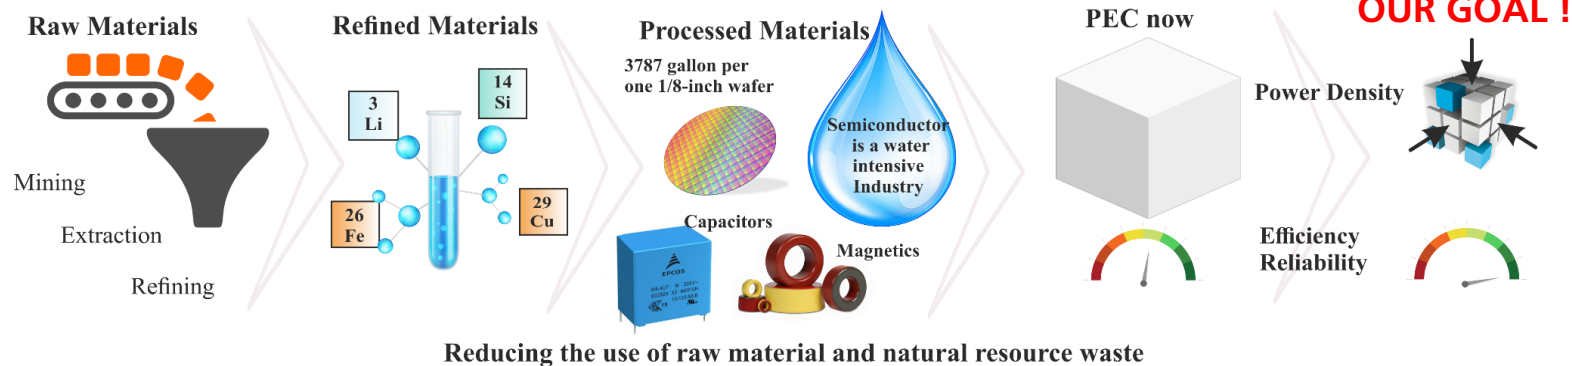 Raw Materials
Mining
Extraction
Refining
Refined Materials
3
Li
14
Si
26
Fe
29
Cu
Processed Materials
3787 gallon per
one 1/8-inch wafer
Semiconductor
is a water
intensive
Industry
Capacitors
EPCOS
Magnetics
PEC now
OUR GOAL !
Power Density
Efficiency
Reliability
Reducing the use of raw material and natural resource waste